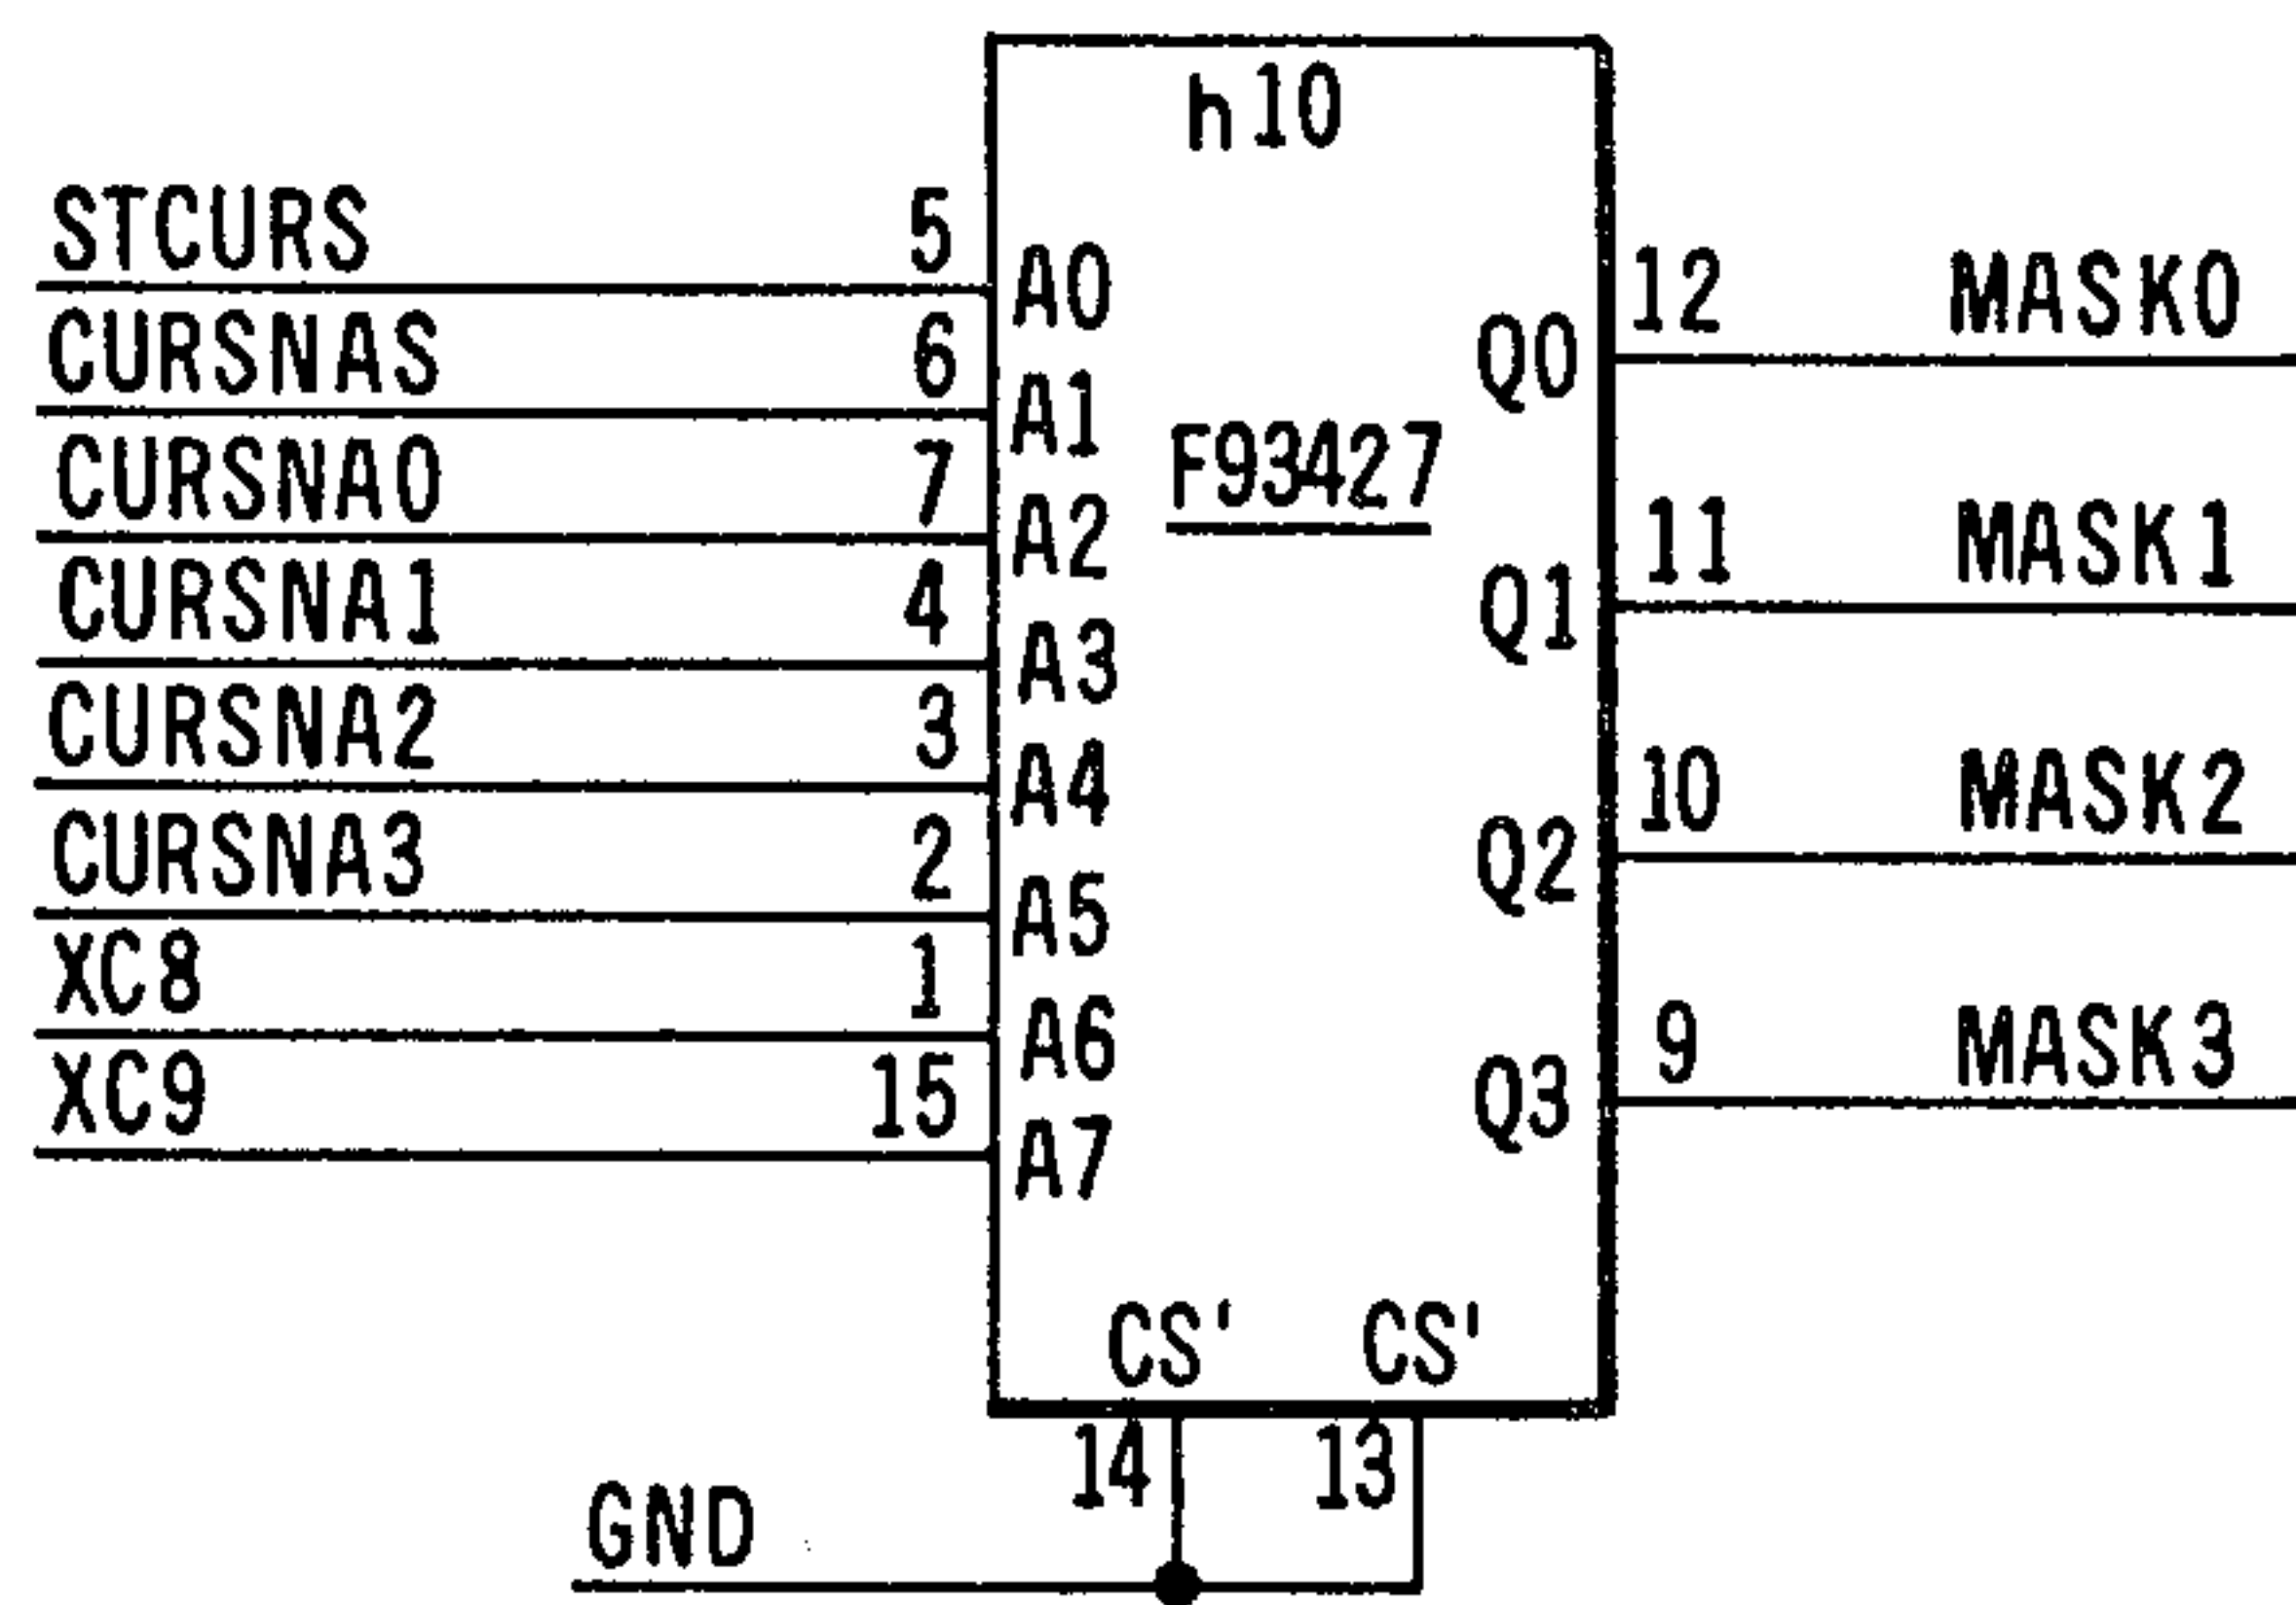 h10
STCURS 5 A0
Q0 12 MASK0
CURSNAS 6 A1
F93427
CURSNA0 7 A2
Q1 11 MASK1
CURSNA1 4 A3
CURSNA2 3 A4
Q2 10 MASK2
CURSNA3 2 A5
XC8 1 A6
Q3 9 MASK3
XC9 15 A7
CS' CS'
14 13
GND